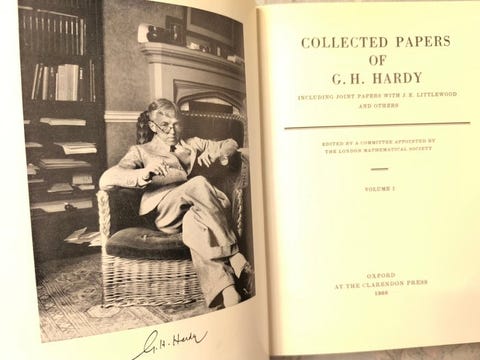 G. H. Hardy
COLLECTED PAPERS
OF
G. H. HARDY
INCLUDING JOINT PAPERS WITH J. E. LITTLEWOOD
AND OTHERS
EDITED BY A COMMITTEE APPOINTED BY
THE LONDON MATHEMATICAL SOCIETY
VOLUME I
OXFORD
AT THE CLARENDON PRESS
1966